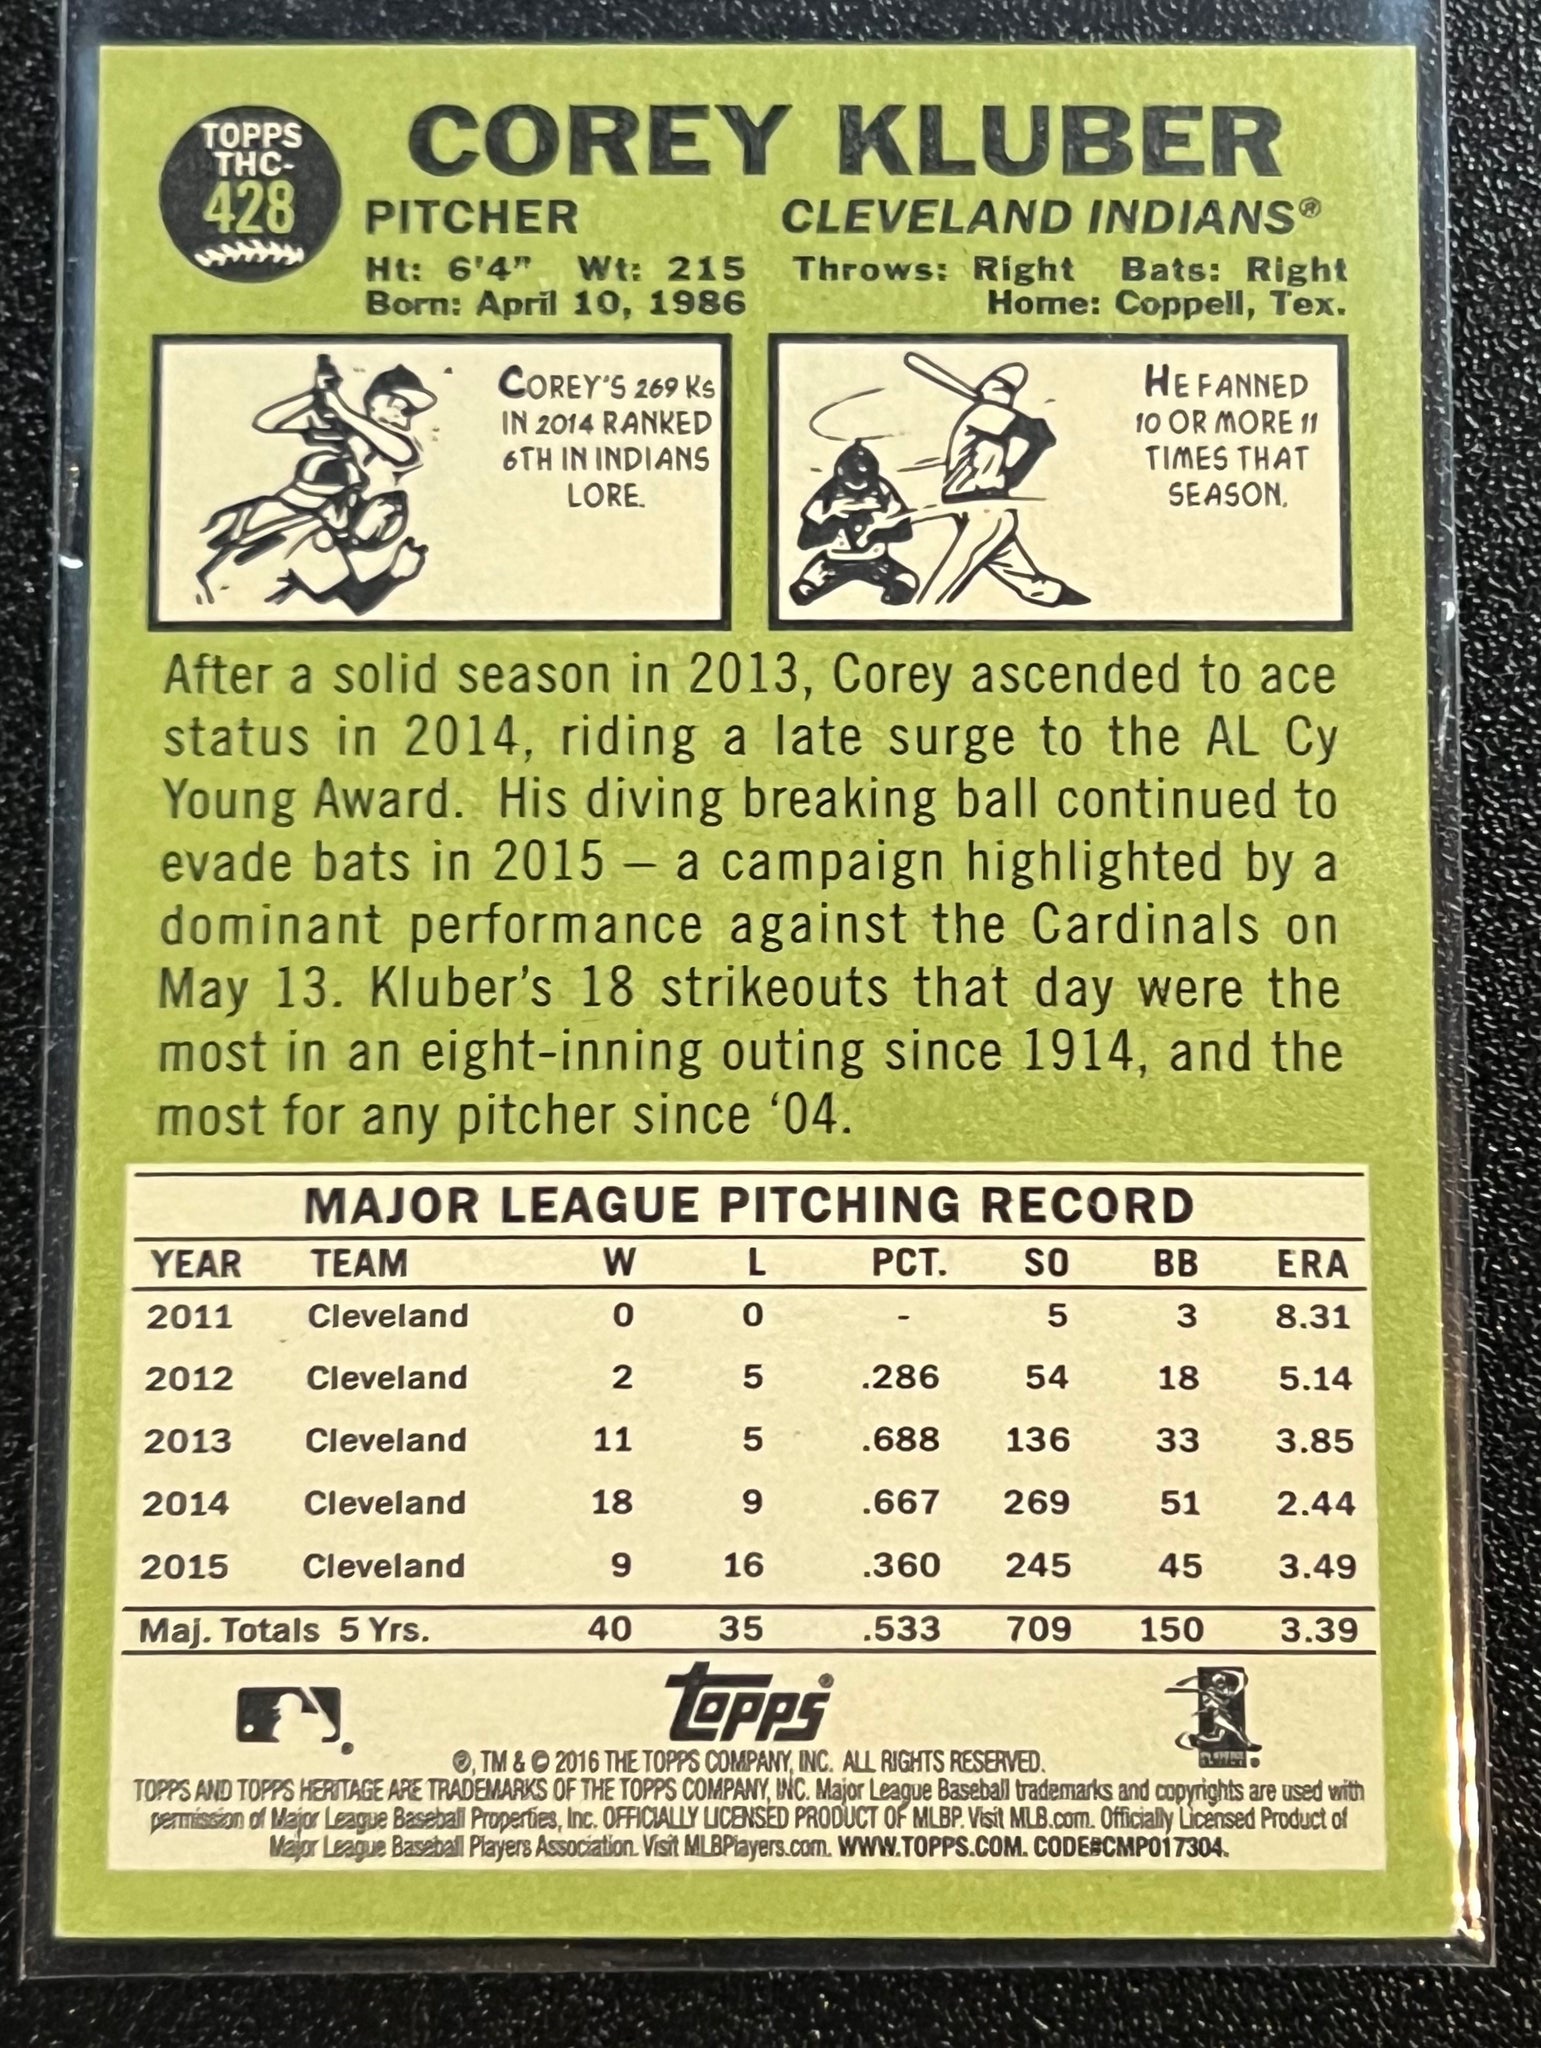 TOPPS
THC-
428
COREY KLUBER
PITCHER CLEVELAND INDIANS®
Ht: 6'4" Wt: 215 Throws: Right Bats: Right
Born: April 10, 1986 Home: Coppell, Tex.
COREY'S 269 Ks
IN 2014 RANKED
6TH IN INDIANS
LORE.
HE FANNED
10 OR MORE 11
TIMES THAT
SEASON.
After a solid season in 2013, Corey ascended to ace
status in 2014, riding a late surge to the AL Cy
Young Award. His diving breaking ball continued to
evade bats in 2015 – a campaign highlighted by a
dominant performance against the Cardinals on
May 13. Kluber's 18 strikeouts that day were the
most in an eight-inning outing since 1914, and the
most for any pitcher since '04.
MAJOR LEAGUE PITCHING RECORD
YEAR TEAM W L PCT. SO BB ERA
2011 Cleveland 0 0 - 5 3 8.31
2012 Cleveland 2 5 .286 54 18 5.14
2013 Cleveland 11 5 .688 136 33 3.85
2014 Cleveland 18 9 .667 269 51 2.44
2015 Cleveland 9 16 .360 245 45 3.49
Maj. Totals 5 Yrs. 40 35 .533 709 150 3.39
topps®
®, TM & © 2016 THE TOPPS COMPANY, INC. ALL RIGHTS RESERVED.
TOPPS AND TOPPS HERITAGE ARE TRADEMARKS OF THE TOPPS COMPANY, INC. Major League Baseball trademarks and copyrights are used with
permission of Major League Baseball Properties, Inc. OFFICIALLY LICENSED PRODUCT OF MLBP. Visit MLB.com. Officially Licensed Product of
Major League Baseball Players Association. Visit MLBPlayers.com. WWW.TOPPS.COM. CODE#CMP017304.